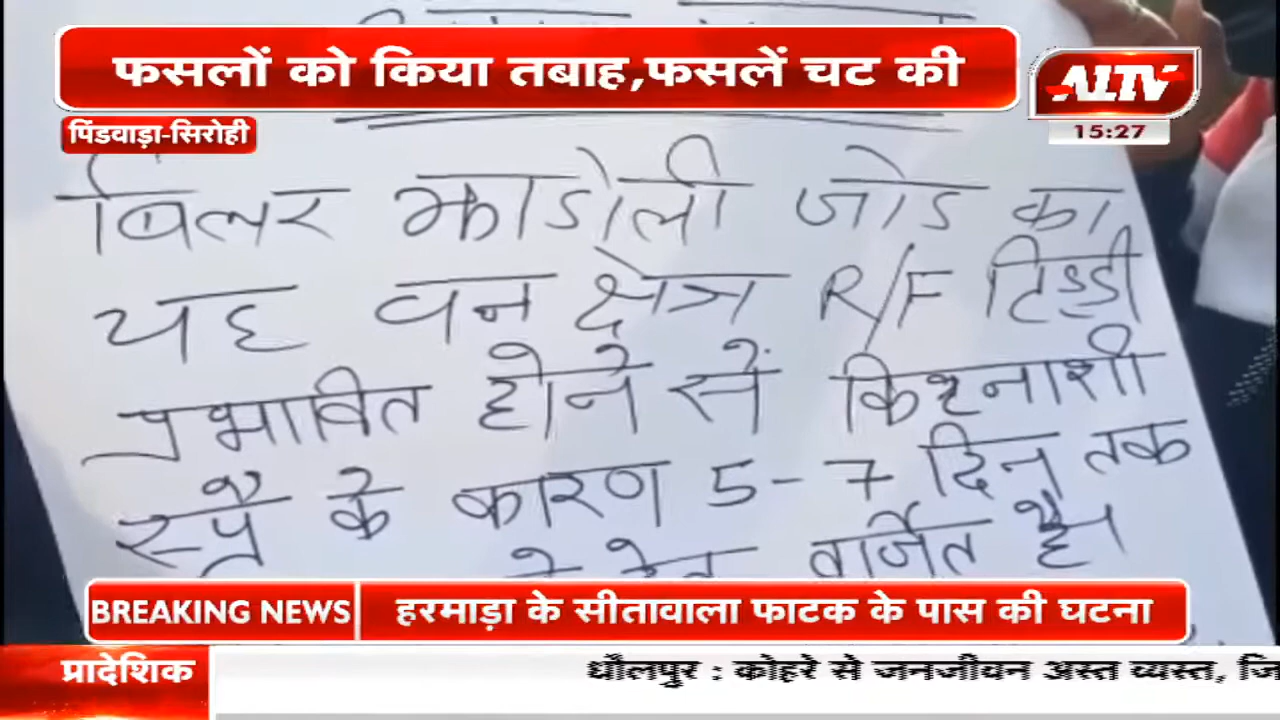 फसलों को किया तबाह,फसलें चट की
ALTV
15:27
पिंडवाड़ा-सिरोही
बिलर झाडोली जोड का
यह वन क्षेत्र R/F टिड्डी
प्रभावित होने सें किटनाशी
स्प्रै के कारण 5-7 दिन तक
वर्जित है।
BREAKING NEWS
हरमाड़ा के सीतावाला फाटक के पास की घटना
प्रादेशिक
धौलपुर : कोहरे से जनजीवन अस्त व्यस्त, जि